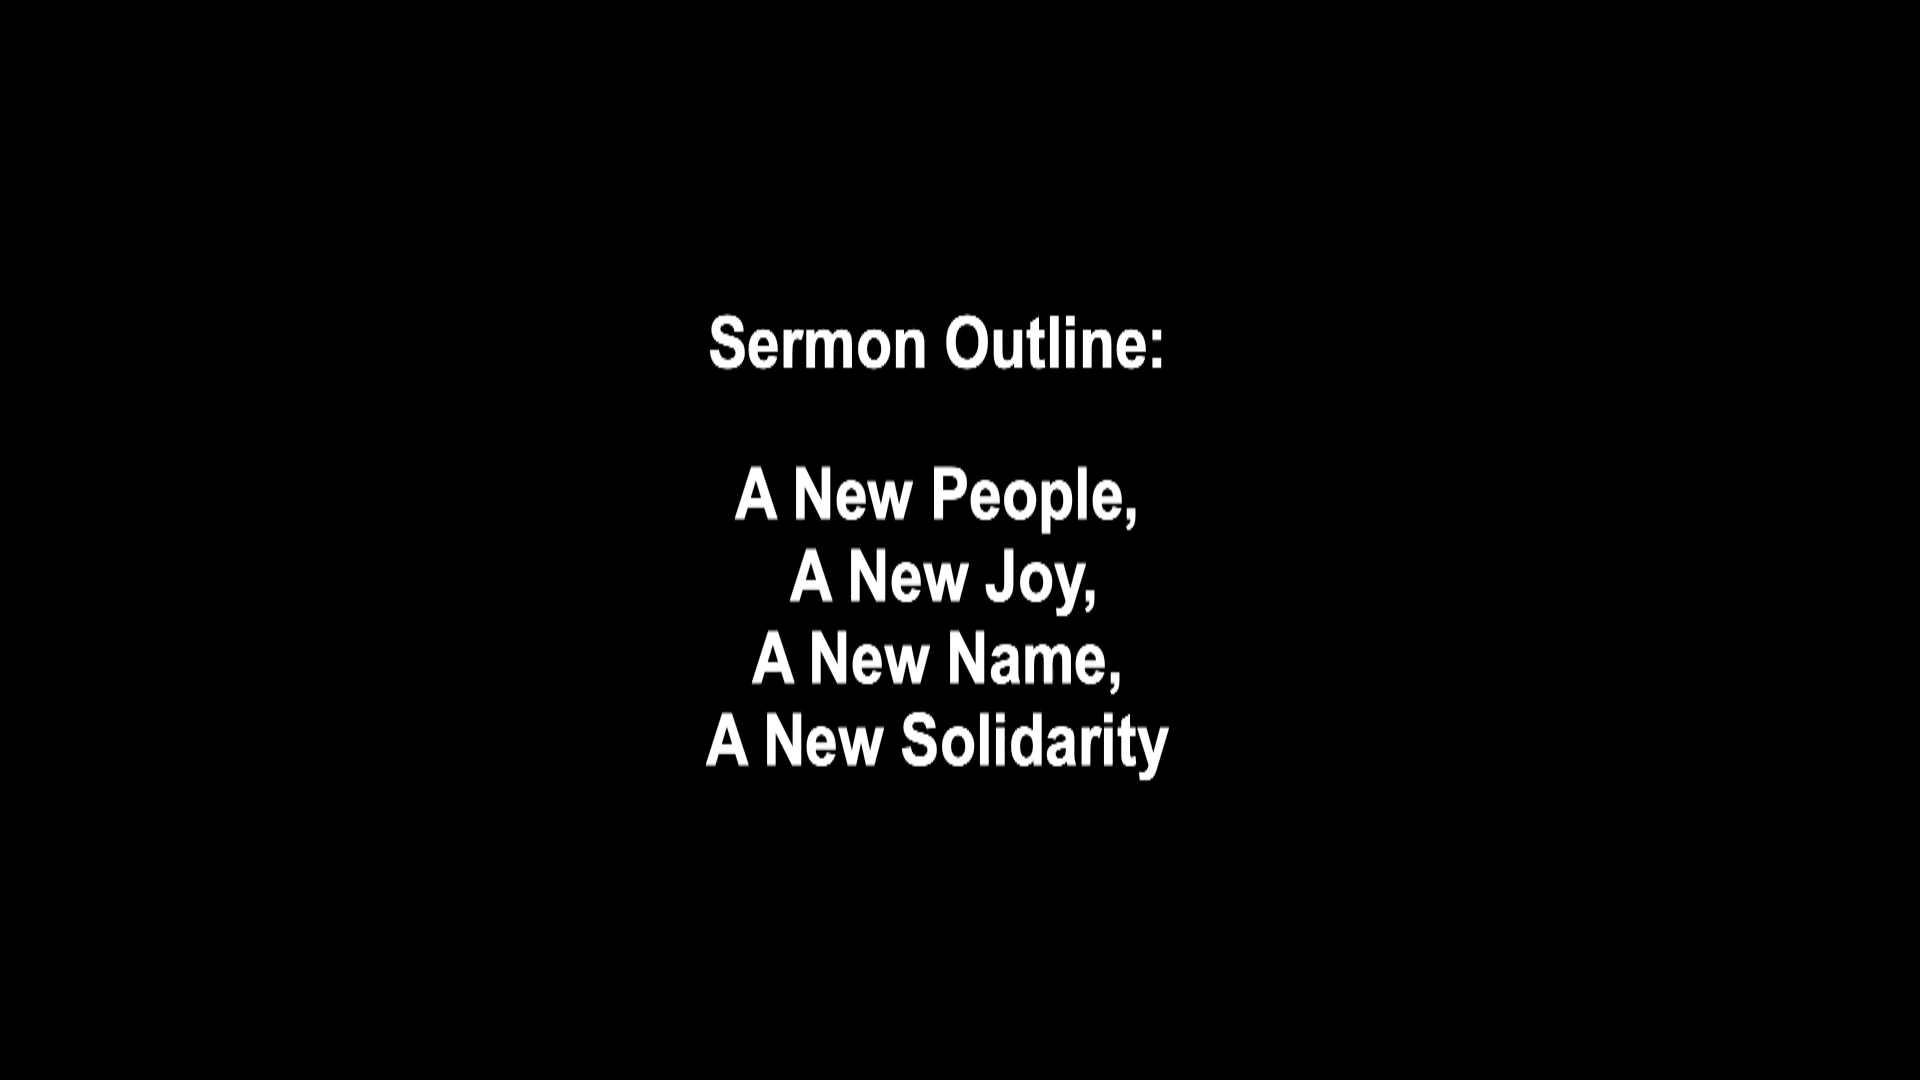 Sermon Outline:
A New People,
A New Joy,
A New Name,
A New Solidarity